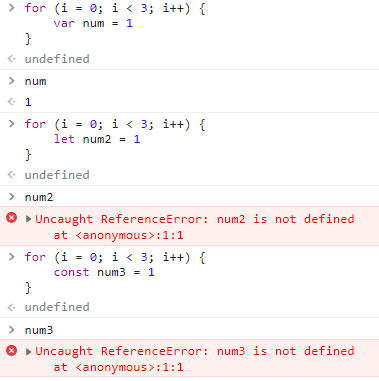 for (i = 0; i < 3; i++) {
var num = 1
}
undefined
num
1
for (i = 0; i < 3; i++) {
let num2 = 1
}
undefined
num2
Uncaught ReferenceError: num2 is not defined
at <anonymous>:1:1
for (i = 0; i < 3; i++) {
const num3 = 1
}
undefined
num3
Uncaught ReferenceError: num3 is not defined
at <anonymous>:1:1